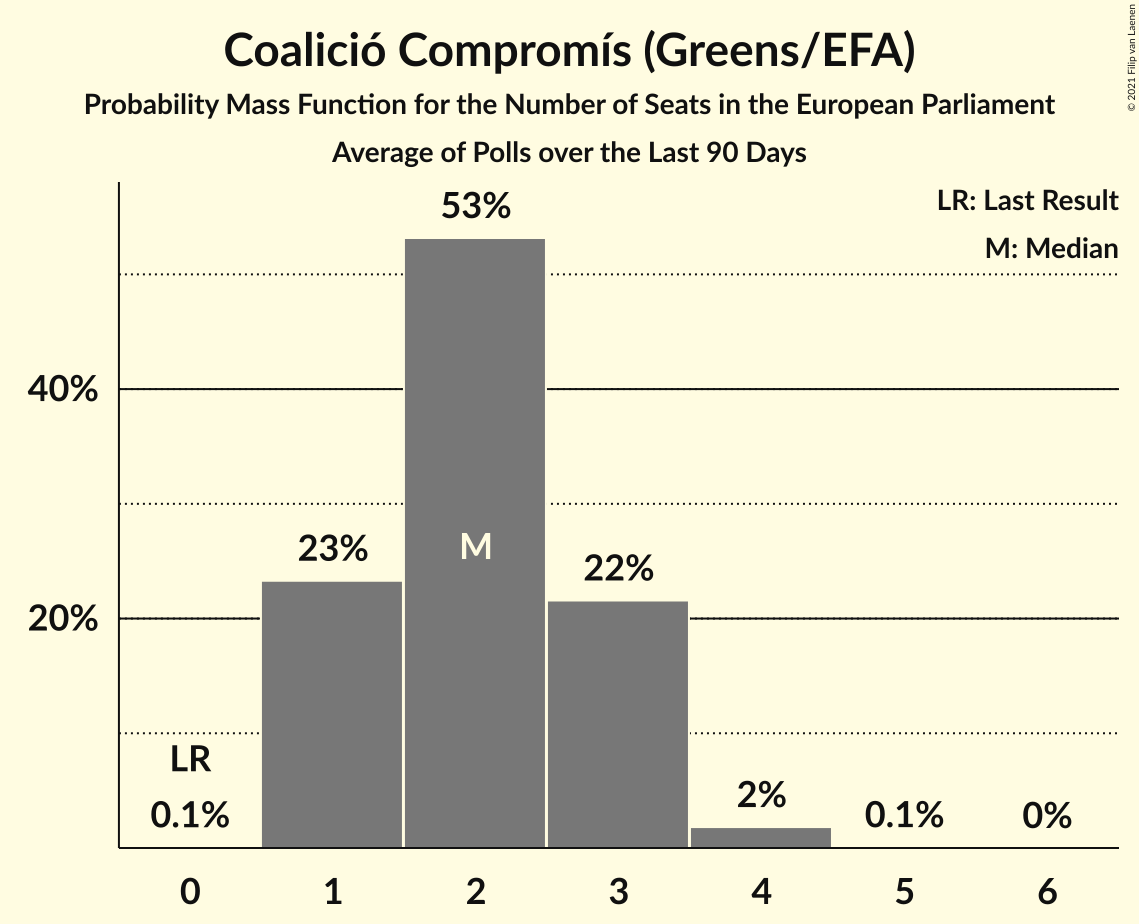 Coalició Compromís (Greens/EFA)
Probability Mass Function for the Number of Seats in the European Parliament
Average of Polls over the Last 90 Days
© 2021 Filip van Laenen
LR: Last Result
M: Median
53%
40%
23%
M
22%
20%
LR
0.1%
2%
0.1%
0%
0 1 2 3 4 5 6